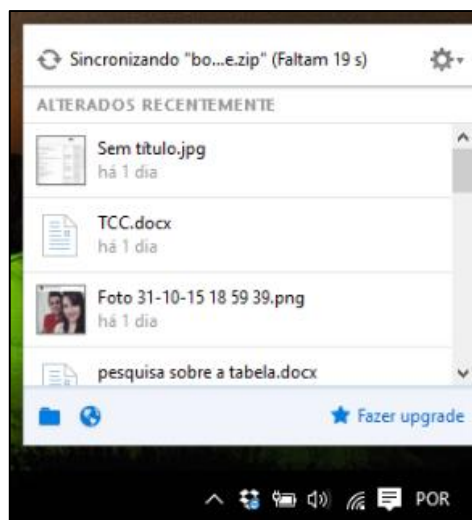 Sincronizando "bo...e.zip" (Faltam 19 s)
ALTERADOS RECENTEMENTE
Sem título.jpg
há 1 dia
TCC.docx
há 1 dia
Foto 31-10-15 18 59 39.png
há 1 dia
pesquisa sobre a tabela.docx
Fazer upgrade
POR